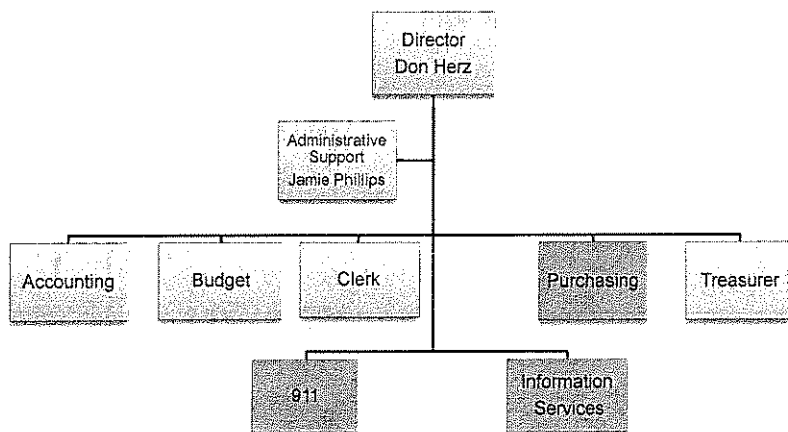 Director
Don Herz
Administrative
Support
Jamie Phillips
Accounting
Budget
Clerk
Purchasing
Treasurer
911
Information
Services